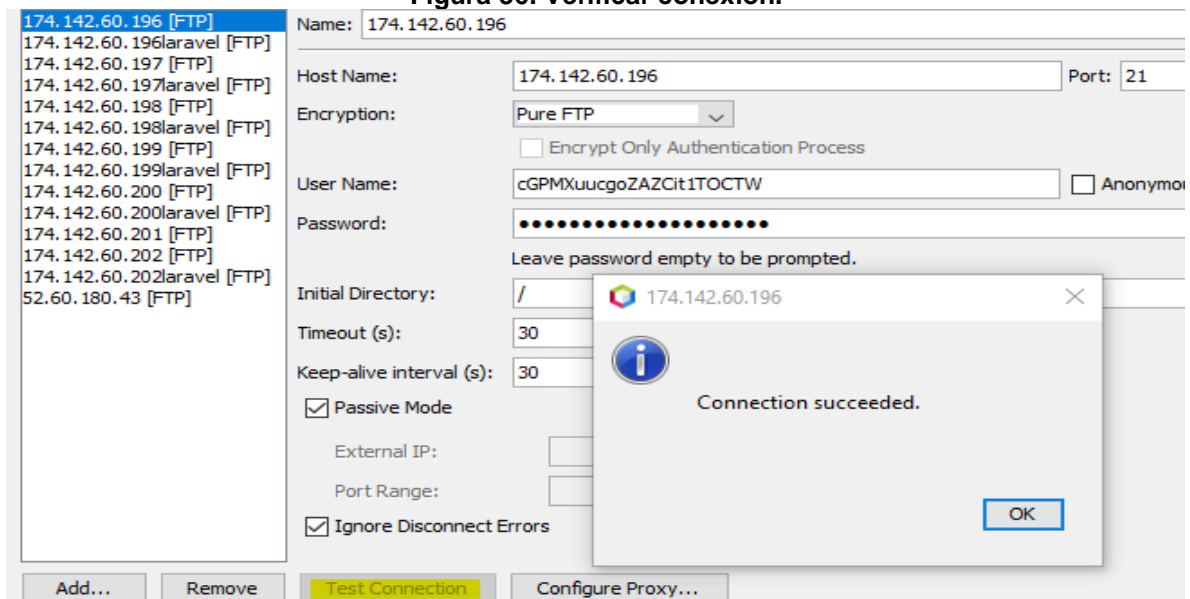 Figura 36. Verificar conexión.
174.142.60.196 [FTP]
174.142.60.196laravel [FTP]
174.142.60.197 [FTP]
174.142.60.197laravel [FTP]
174.142.60.198 [FTP]
174.142.60.198laravel [FTP]
174.142.60.199 [FTP]
174.142.60.199laravel [FTP]
174.142.60.200 [FTP]
174.142.60.200laravel [FTP]
174.142.60.201 [FTP]
174.142.60.202 [FTP]
174.142.60.202laravel [FTP]
52.60.180.43 [FTP]
Name: 174.142.60.196
Host Name: 174.142.60.196 Port: 21
Encryption: Pure FTP
Encrypt Only Authentication Process
User Name: cGPMXuucgoZAZCit1TOCTW Anonymou
Password: ••••••••••••••••••••
Leave password empty to be prompted.
Initial Directory: /
Timeout (s): 30
Keep-alive interval (s): 30
Passive Mode
External IP:
Port Range:
Ignore Disconnect Errors
174.142.60.196
Connection succeeded.
OK
Add... Remove Test Connection Configure Proxy...